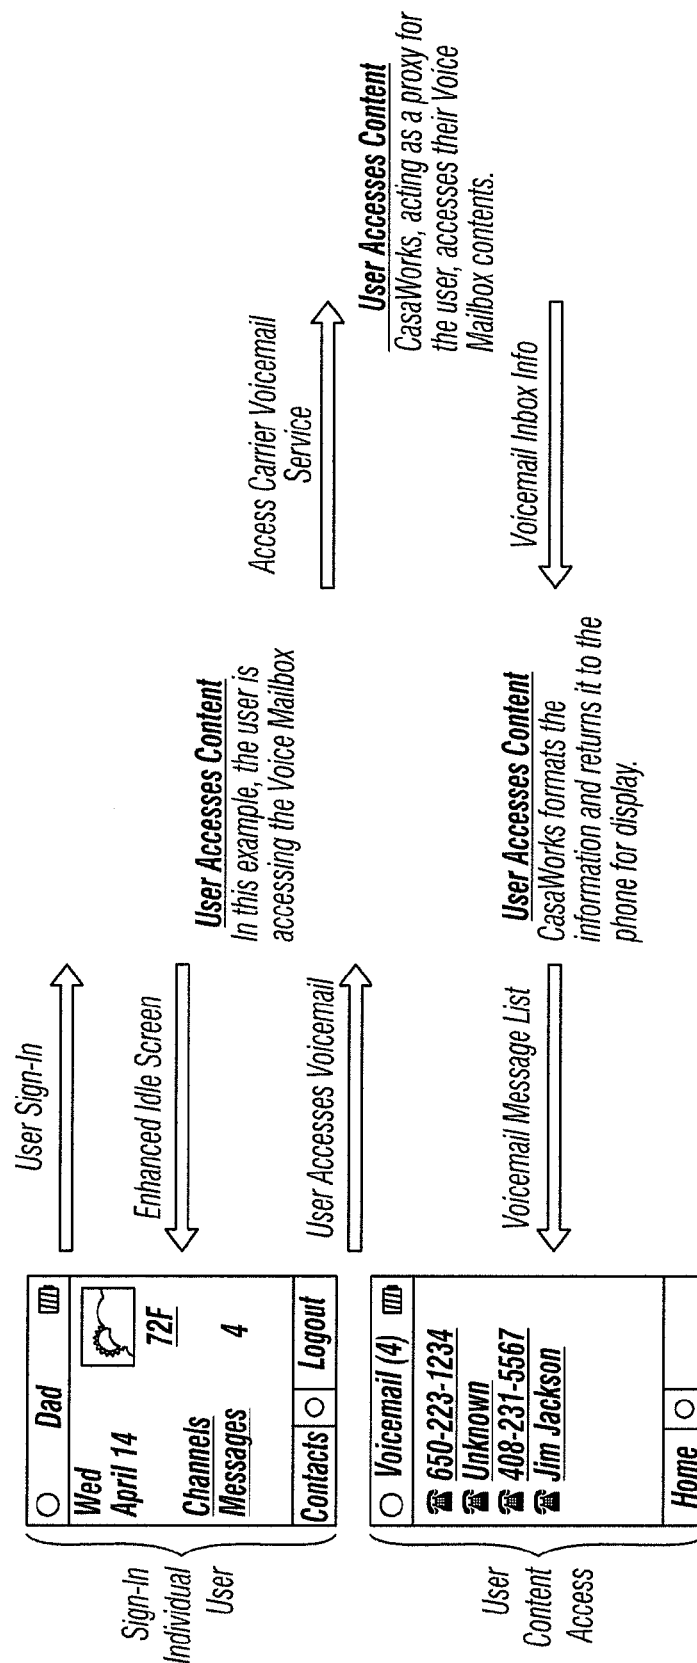 Sign-In
Individual
User
Dad
Wed
April 14
72F
Channels
Messages 4
Contacts Logout
User Sign-In
Enhanced Idle Screen
User Accesses Content
In this example, the user is
accessing the Voice Mailbox
User Accesses Voicemail
Access Carrier Voicemail
Service
User Accesses Content
CasaWorks, acting as a proxy for
the user, accesses their Voice
Mailbox contents.
User
Content
Access
Voicemail (4)
650-223-1234
Unknown
408-231-5567
Jim Jackson
Home
Voicemail Message List
User Accesses Content
CasaWorks formats the
information and returns it to the
phone for display.
Voicemail Inbox Info